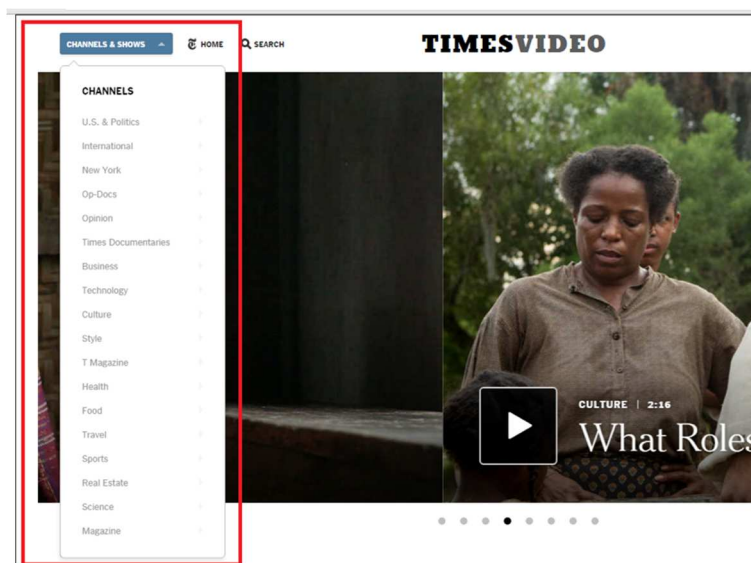 CHANNELS & SHOWS
HOME
SEARCH
TIMESVIDEO
CHANNELS
U.S. & Politics
International
New York
Op-Docs
Opinion
Times Documentaries
Business
Technology
Culture
Style
T Magazine
Health
Food
Travel
Sports
Real Estate
Science
Magazine
CULTURE | 2:16
What Roles